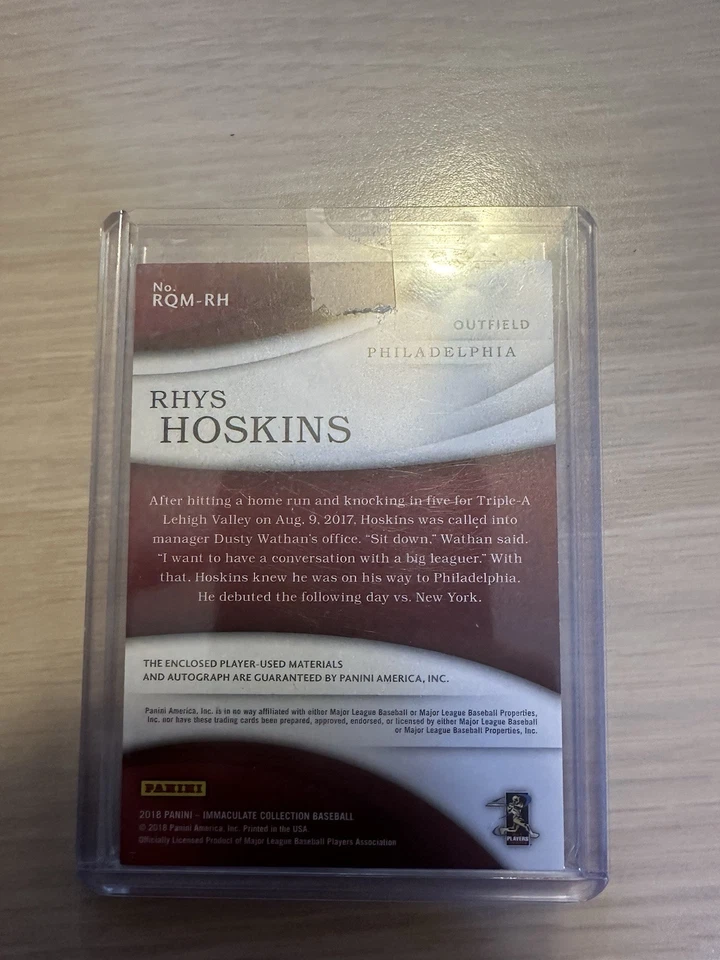 No.
RQM-RH
OUTFIELD
PHILADELPHIA
RHYS
HOSKINS
After hitting a home run and knocking in five for Triple-A
Lehigh Valley on Aug. 9, 2017, Hoskins was called into
manager Dusty Wathan's office. "Sit down," Wathan said.
"I want to have a conversation with a big leaguer." With
that, Hoskins knew he was on his way to Philadelphia.
He debuted the following day vs. New York.
THE ENCLOSED PLAYER-USED MATERIALS
AND AUTOGRAPH ARE GUARANTEED BY PANINI AMERICA, INC.
Panini America, Inc. is in no way affiliated with either Major League Baseball or Major League Baseball Properties,
Inc. nor have these trading cards been prepared, approved, endorsed, or licensed by either Major League Baseball
or Major League Baseball Properties, Inc.
PANINI
2018 PANINI – IMMACULATE COLLECTION BASEBALL
© 2018 Panini America, Inc. Printed in the USA
Officially Licensed Product of Major League Baseball Players Association
PLAYERS